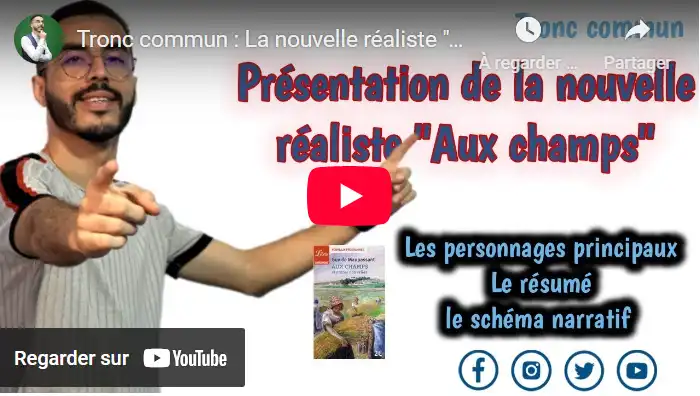 Tronc commun : La nouvelle réaliste "...
Tronc commun
À regarder ...
Partager
Présentation de la nouvelle
réaliste "Aux champs"
Les personnages principaux
Le résumé
le schéma narratif
Guy de Maupassant
AUX CHAMPS
2€
Regarder sur YouTube